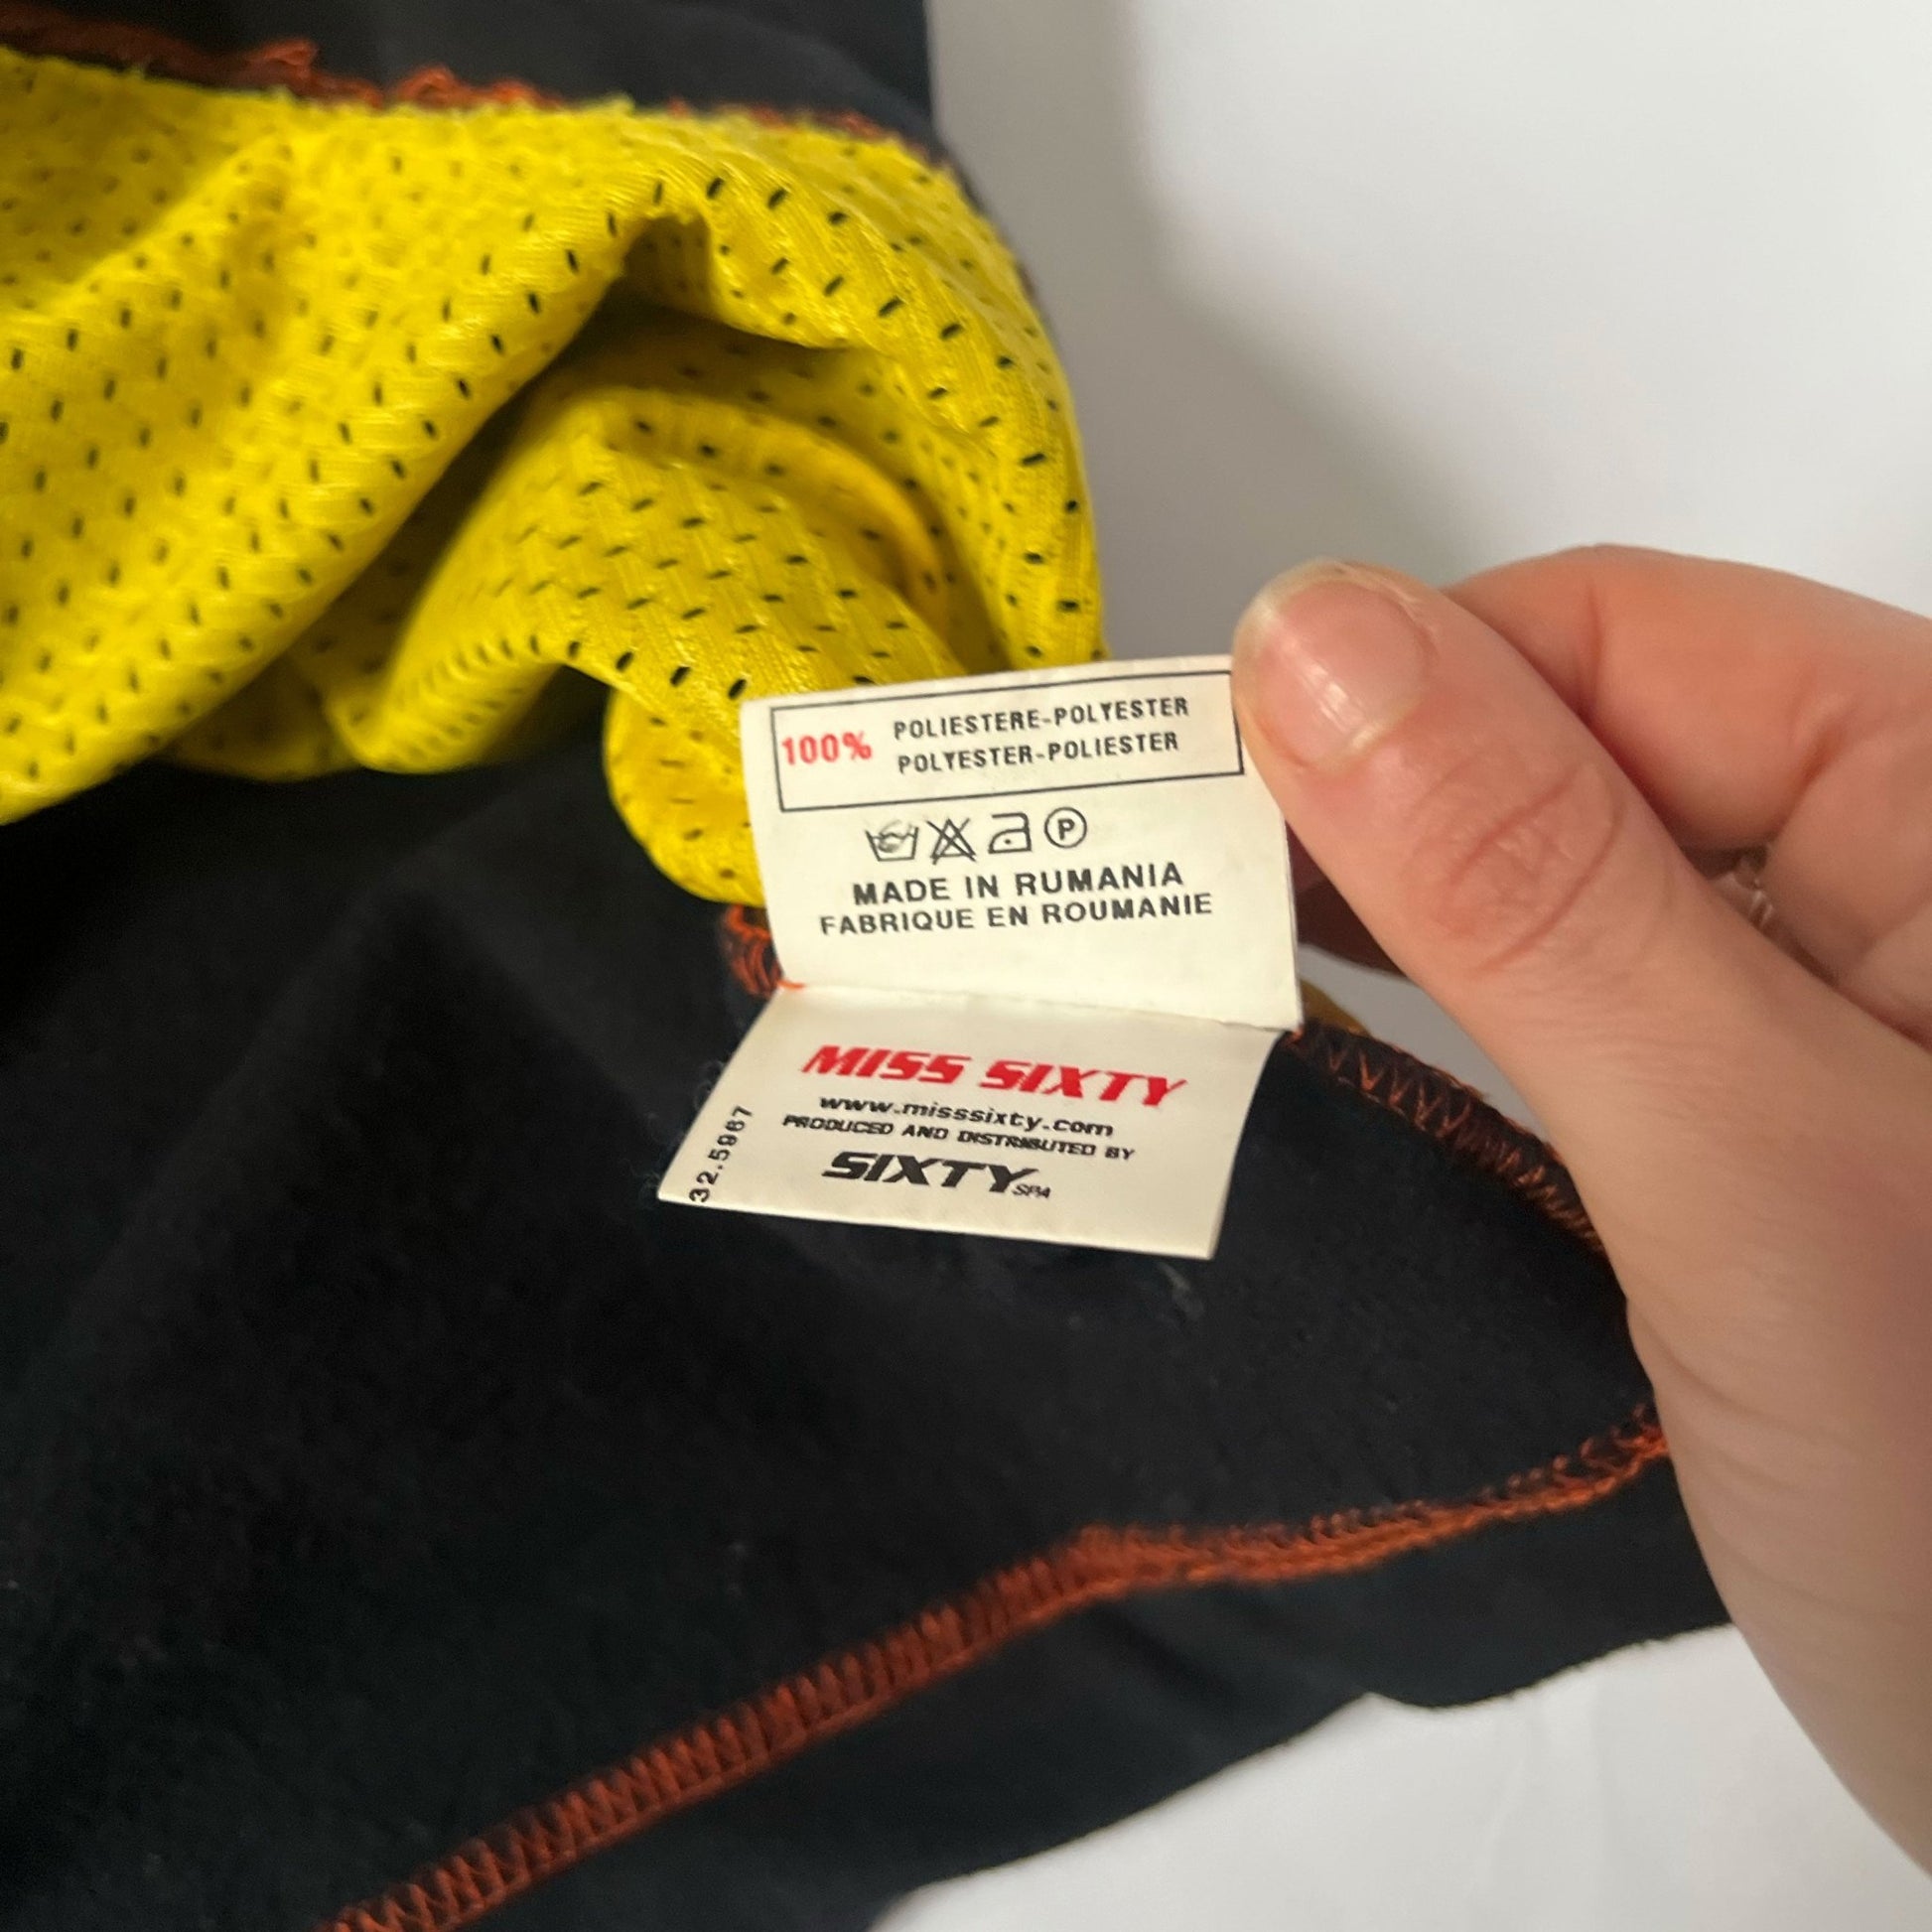 100% POLIESTERE-POLYESTER
POLYESTER-POLIESTER
P
MADE IN RUMANIA
FABRIQUE EN ROUMANIE
MISS SIXTY
www.misssixty.com
PRODUCED AND DISTRIBUTED BY
SIXTY SPA
32.5967